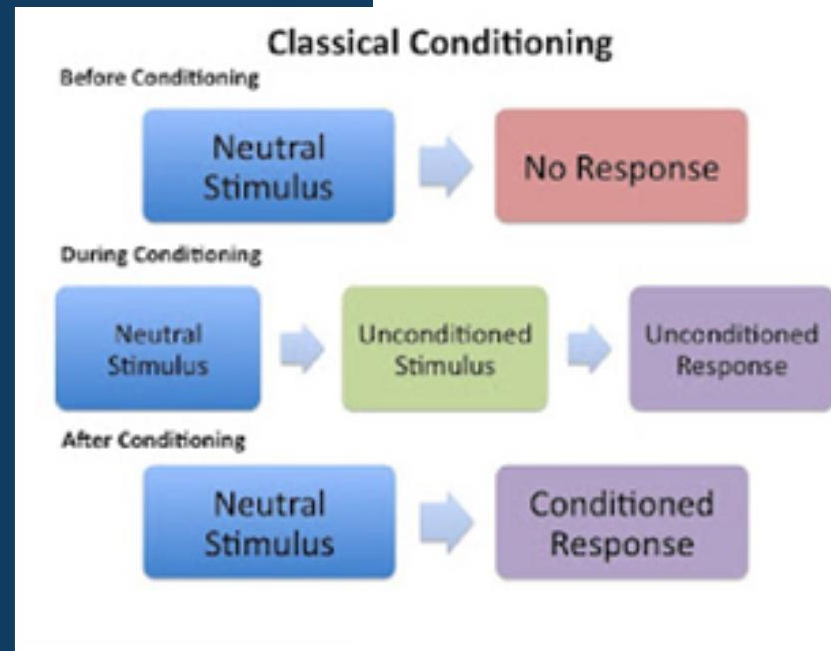 Classical Conditioning
Before Conditioning
Neutral
Stimulus
No Response
During Conditioning
Neutral
Stimulus
Unconditioned
Stimulus
Unconditioned
Response
After Conditioning
Neutral
Stimulus
Conditioned
Response